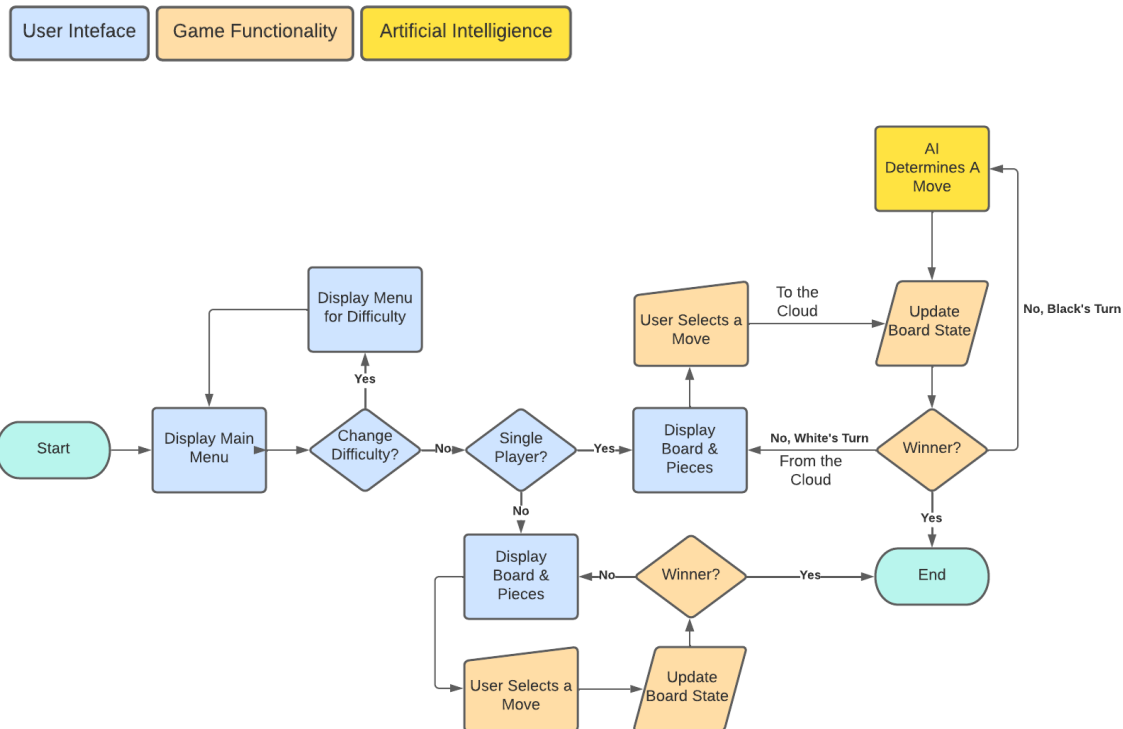 User Inteface
Game Functionality
Artificial Intelligience
AI
Determines A
Move
Display Menu
for Difficulty
To the
Cloud
User Selects a
Move
Update
Board State
No, Black's Turn
Yes
Start
Display Main
Menu
Change
Difficulty?
No
Single
Player?
Yes
Display
Board &
Pieces
No, White's Turn
From the
Cloud
Winner?
No
Yes
Display
Board &
Pieces
No
Winner?
Yes
End
User Selects a
Move
Update
Board State